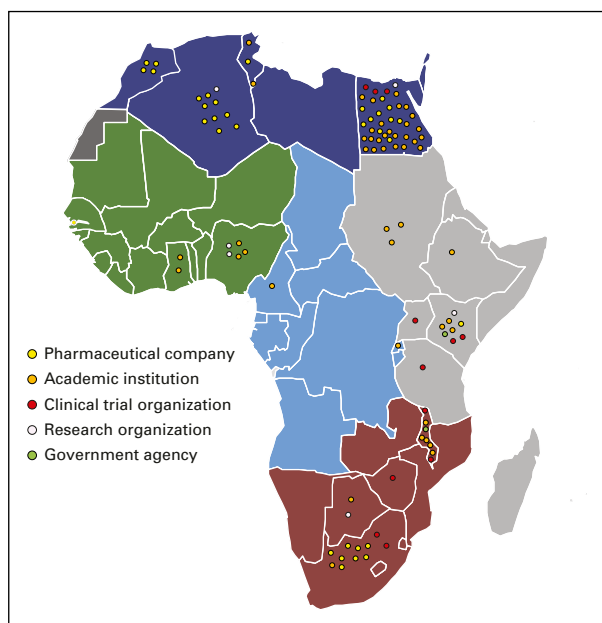 Pharmaceutical company
Academic institution
Clinical trial organization
Research organization
Government agency